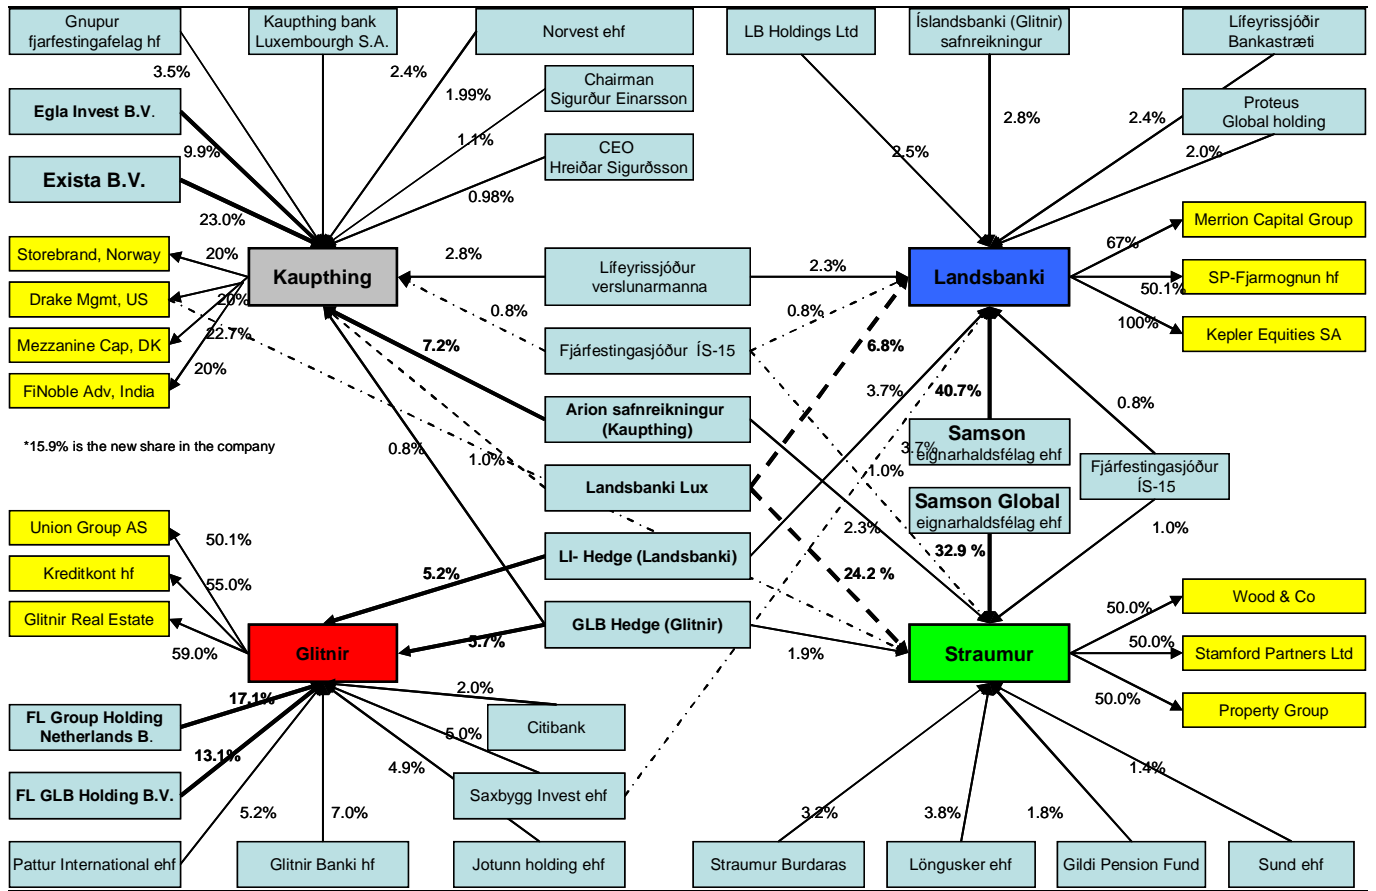 Gnupur
fjarfestingafelag hf
Kaupthing bank
Luxembourgh S.A.
Norvest ehf
LB Holdings Ltd
Íslandsbanki (Glitnir)
safnreikningur
Lífeyrissjóðir
Bankastræti
3.5%
2.4%
Chairman
Sigurður Einarsson
1.99%
Egla Invest B.V.
Proteus
Global holding
2.8%
2.4%
1.1%
CEO
Hreiðar Sigurðsson
9.9%
2.5%
2.0%
Exista B.V.
0.98%
23.0%
Merrion Capital Group
67%
Storebrand, Norway
20%
2.8%
Kaupthing
Lífeyrissjóður
verslunarmanna
2.3%
Landsbanki
SP-Fjarmognun hf
50.1%
Drake Mgmt, US
20%
0.8%
0.8%
100%
Kepler Equities SA
Mezzanine Cap, DK
22.7%
7.2%
Fjárfestingasjóður ÍS-15
6.8%
20%
FiNoble Adv, India
3.7%
40.7%
0.8%
Arion safnreikningur
(Kaupthing)
Samson
eignarhaldsfélag ehf
*15.9% is the new share in the company
0.8%
1.0%
3.7%
1.0%
Fjárfestingasjóður
ÍS-15
Landsbanki Lux
Samson Global
eignarhaldsfélag ehf
Union Group AS
50.1%
2.3%
1.0%
LI- Hedge (Landsbanki)
32.9 %
Kreditkont hf
55.0%
5.2%
24.2 %
Wood & Co
50.0%
Glitnir Real Estate
GLB Hedge (Glitnir)
5.7%
59.0%
Glitnir
1.9%
Straumur
50.0%
Stamford Partners Ltd
17.1%
2.0%
50.0%
Property Group
FL Group Holding
Netherlands B.
Citibank
5.0%
13.1%
4.9%
1.4%
FL GLB Holding B.V.
Saxbygg Invest ehf
5.2%
7.0%
3.2%
3.8%
1.8%
Pattur International ehf
Glitnir Banki hf
Jotunn holding ehf
Straumur Burdaras
Löngusker ehf
Gildi Pension Fund
Sund ehf